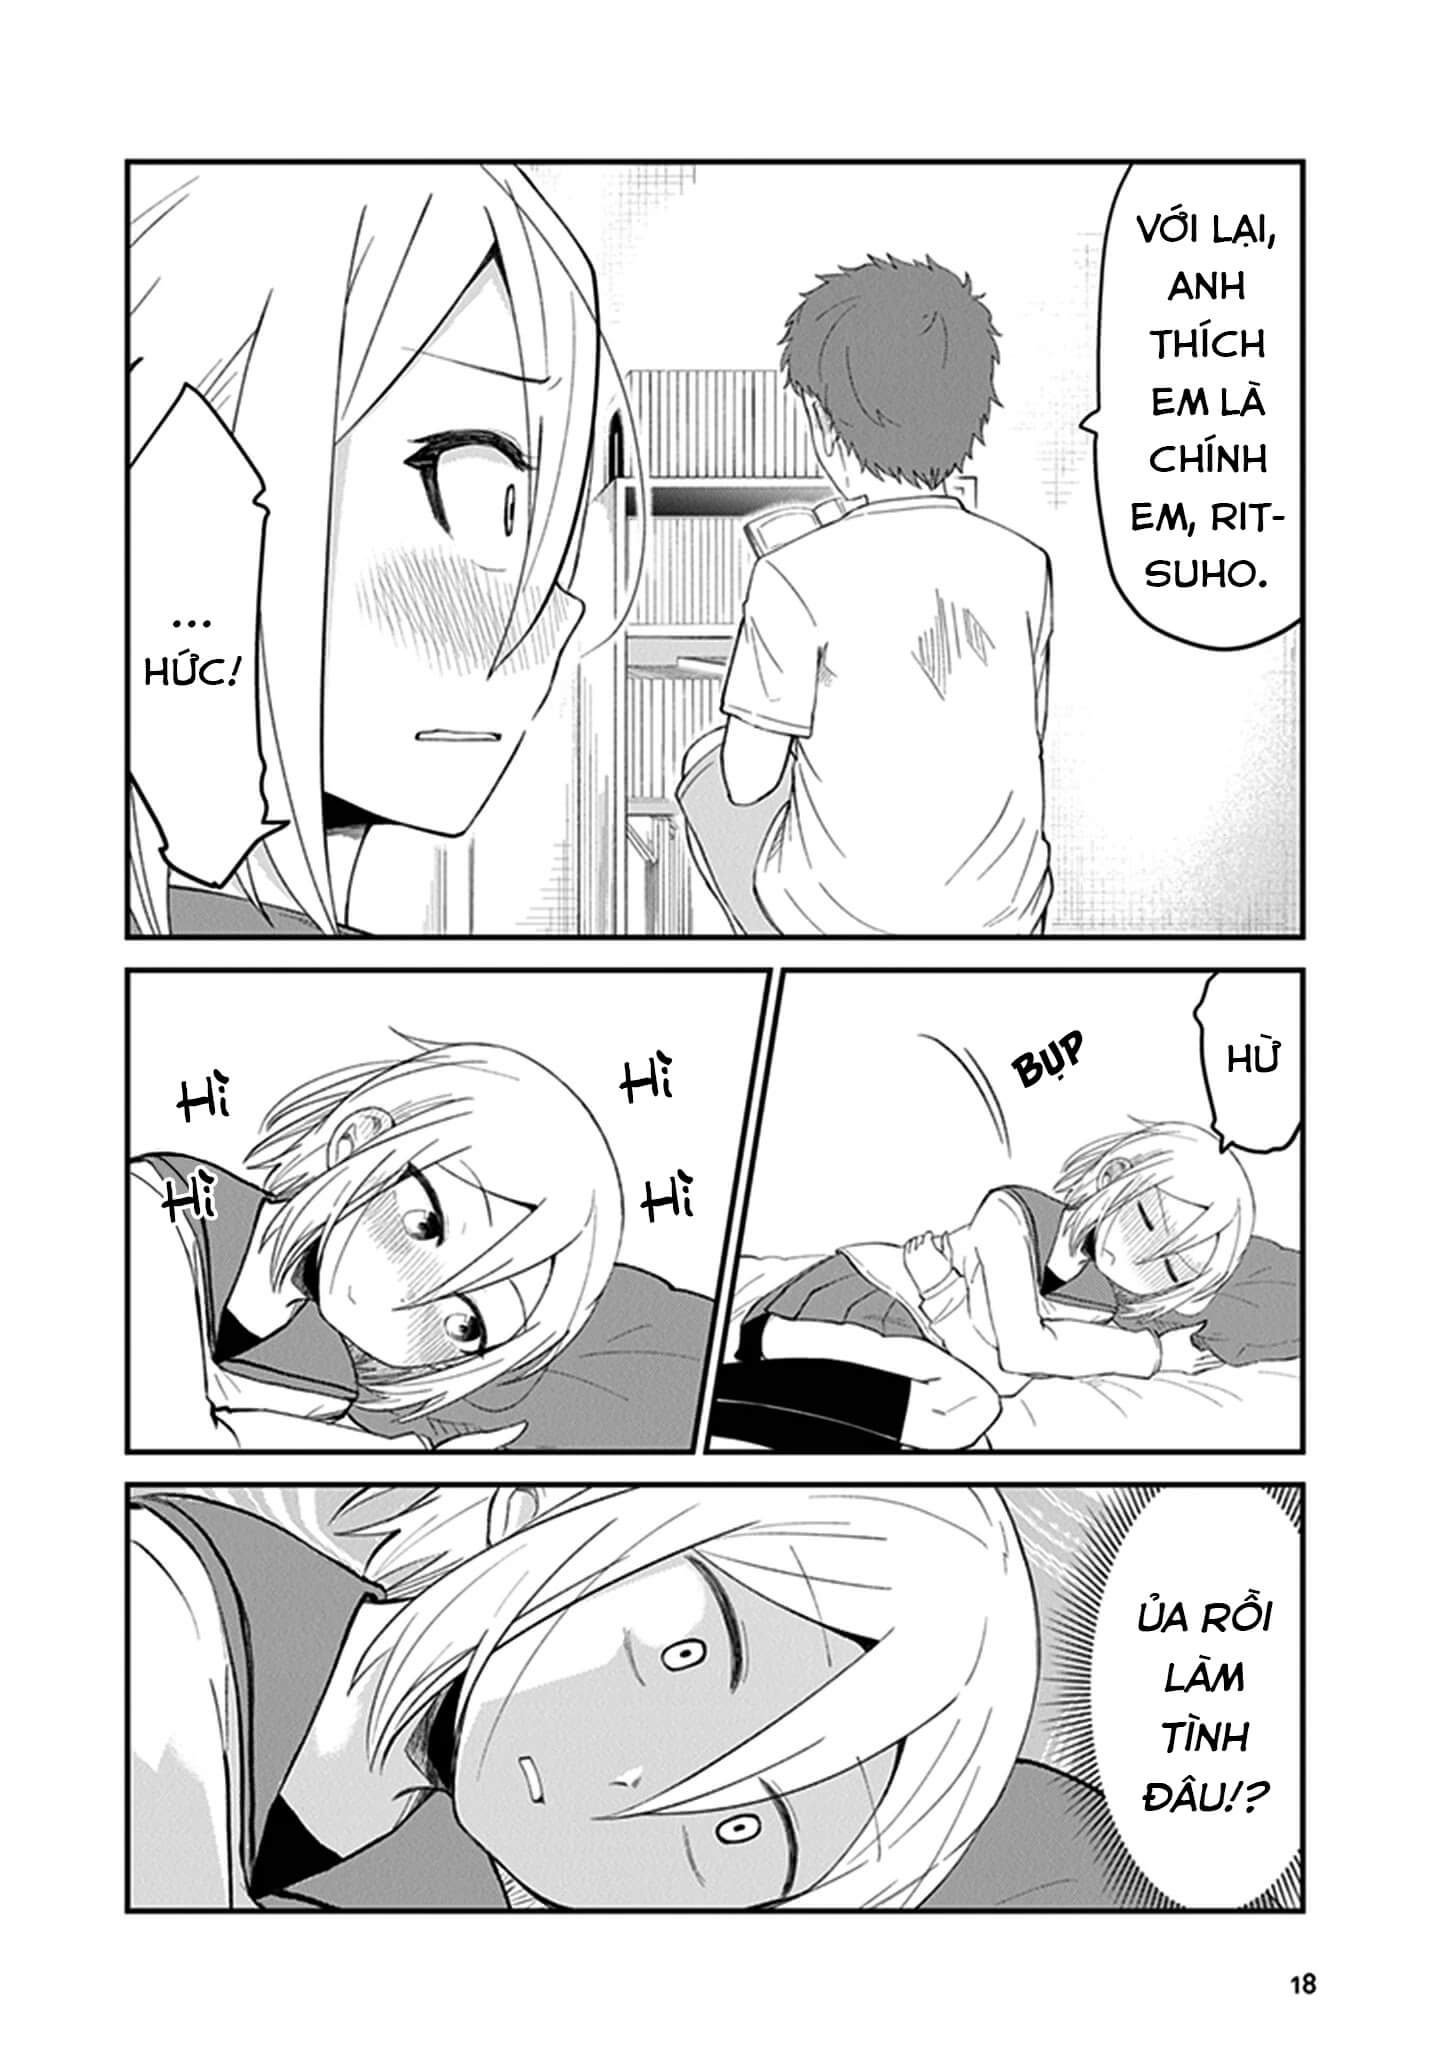 VỚI LẠI,
ANH
THÍCH
EM LÀ
CHÍNH
EM, RIT-
SUHO.
...
HỨC!
HỪ
BỤP
Hì
Hì
Hì
Hì
ỦA RỒI
LÀM
TÌNH
ĐÂU!?
18